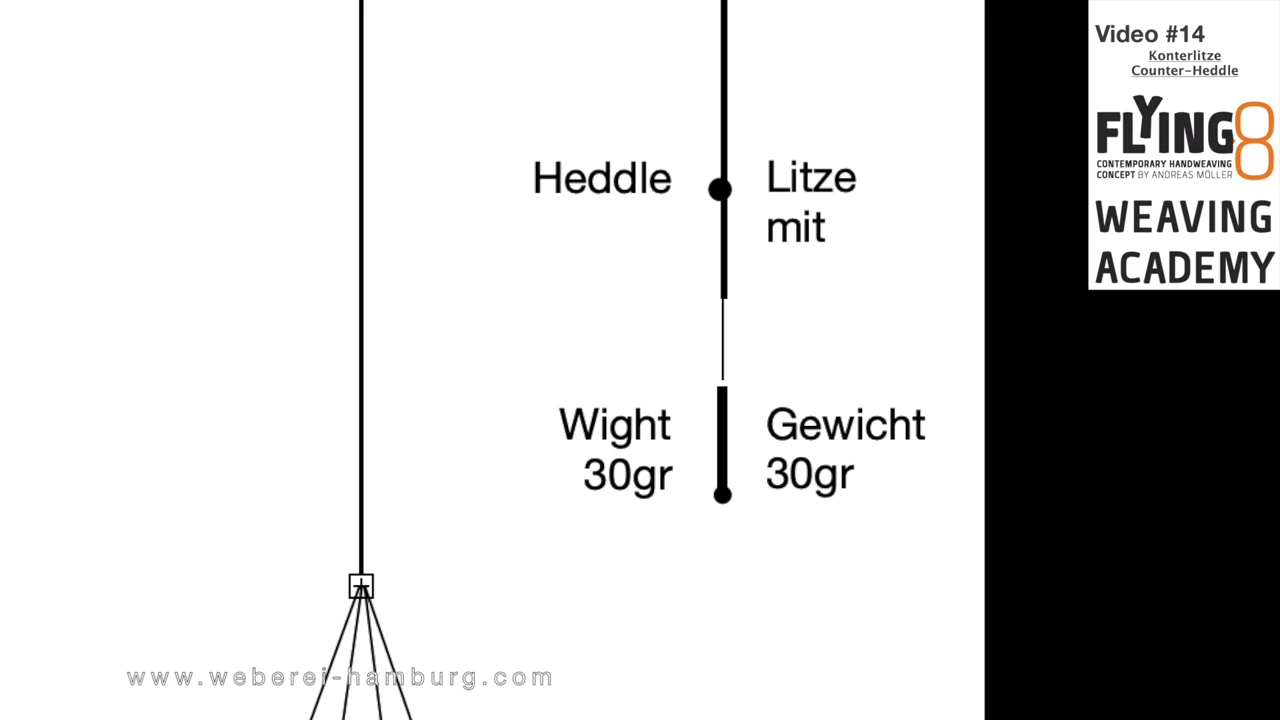 Heddle
Litze
mit
Wight
30gr
Gewicht
30gr
www.weberei-hamburg.com
Video #14
Konterlitze
Counter-Heddle
FLYING8
CONTEMPORARY HANDWEAVING
CONCEPT BY ANDREAS MÖLLER
WEAVING
ACADEMY